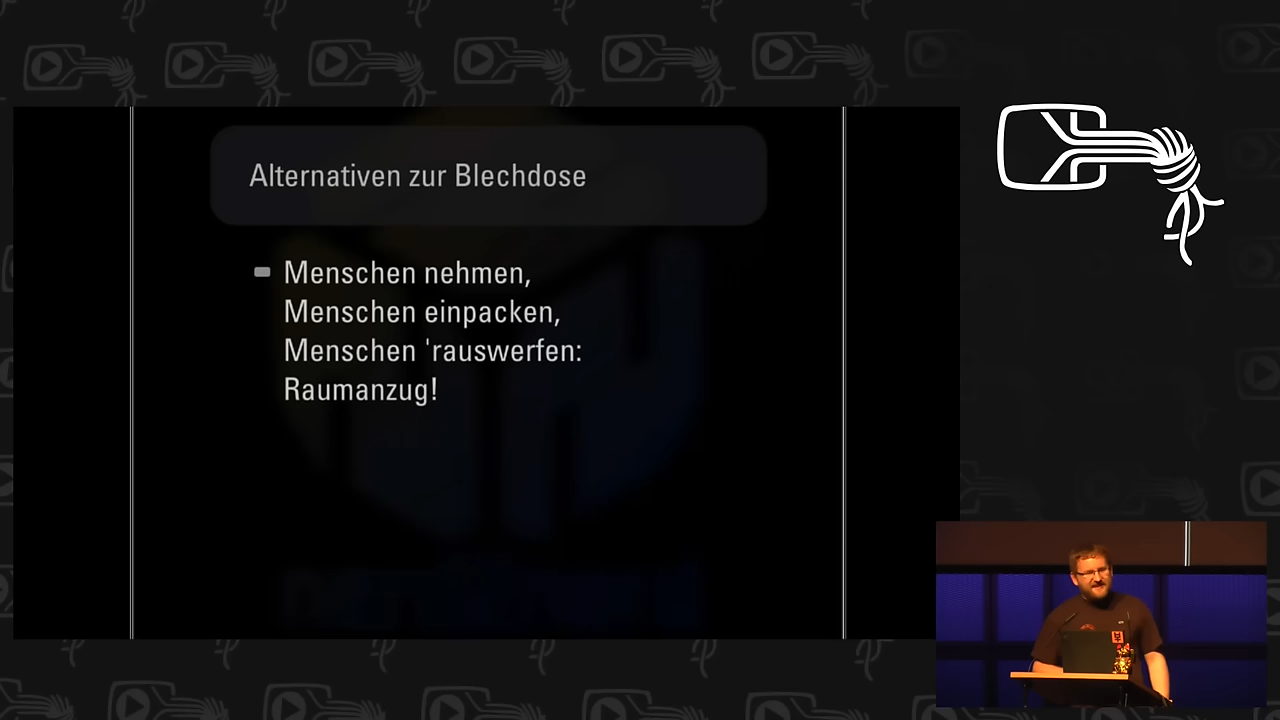 Alternativen zur Blechdose
Menschen nehmen,
Menschen einpacken,
Menschen 'rauswerfen:
Raumanzug!